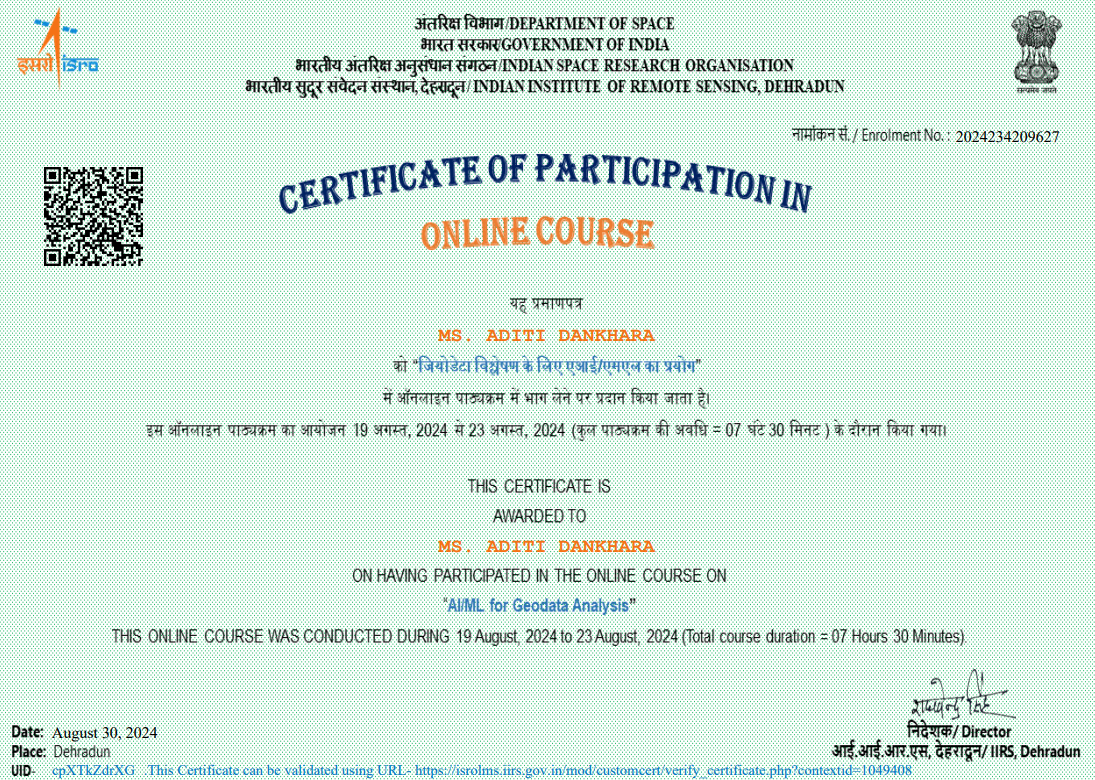 इसरो isro
अंतरिक्ष विभाग/DEPARTMENT OF SPACE
भारत सरकार/GOVERNMENT OF INDIA
भारतीय अंतरिक्ष अनुसंधान संगठन/INDIAN SPACE RESEARCH ORGANISATION
भारतीय सुदूर संवेदन संस्थान, देहरादून/ INDIAN INSTITUTE OF REMOTE SENSING, DEHRADUN
सत्यमेव जयते
नामांकन सं. / Enrolment No. : 2024234209627
CERTIFICATE OF PARTICIPATION IN
ONLINE COURSE
यह प्रमाणपत्र
MS. ADITI DANKHARA
को “जियोडेटा विश्लेषण के लिए एआई/एमएल का प्रयोग”
में ऑनलाइन पाठ्यक्रम में भाग लेने पर प्रदान किया जाता है।
इस ऑनलाइन पाठ्यक्रम का आयोजन 19 अगस्त, 2024 से 23 अगस्त, 2024 (कुल पाठ्यक्रम की अवधि = 07 घंटे 30 मिनट ) के दौरान किया गया।
THIS CERTIFICATE IS
AWARDED TO
MS. ADITI DANKHARA
ON HAVING PARTICIPATED IN THE ONLINE COURSE ON
“AI/ML for Geodata Analysis”
THIS ONLINE COURSE WAS CONDUCTED DURING 19 August, 2024 to 23 August, 2024 (Total course duration = 07 Hours 30 Minutes).
निदेशक/ Director
आई.आई.आर.एस, देहरादून/ IIRS, Dehradun
Date: August 30, 2024
Place: Dehradun
UID- cpXTkZdrXG .This Certificate can be validated using URL- https://isrolms.iirs.gov.in/mod/customcert/verify_certificate.php?contextid=1049408